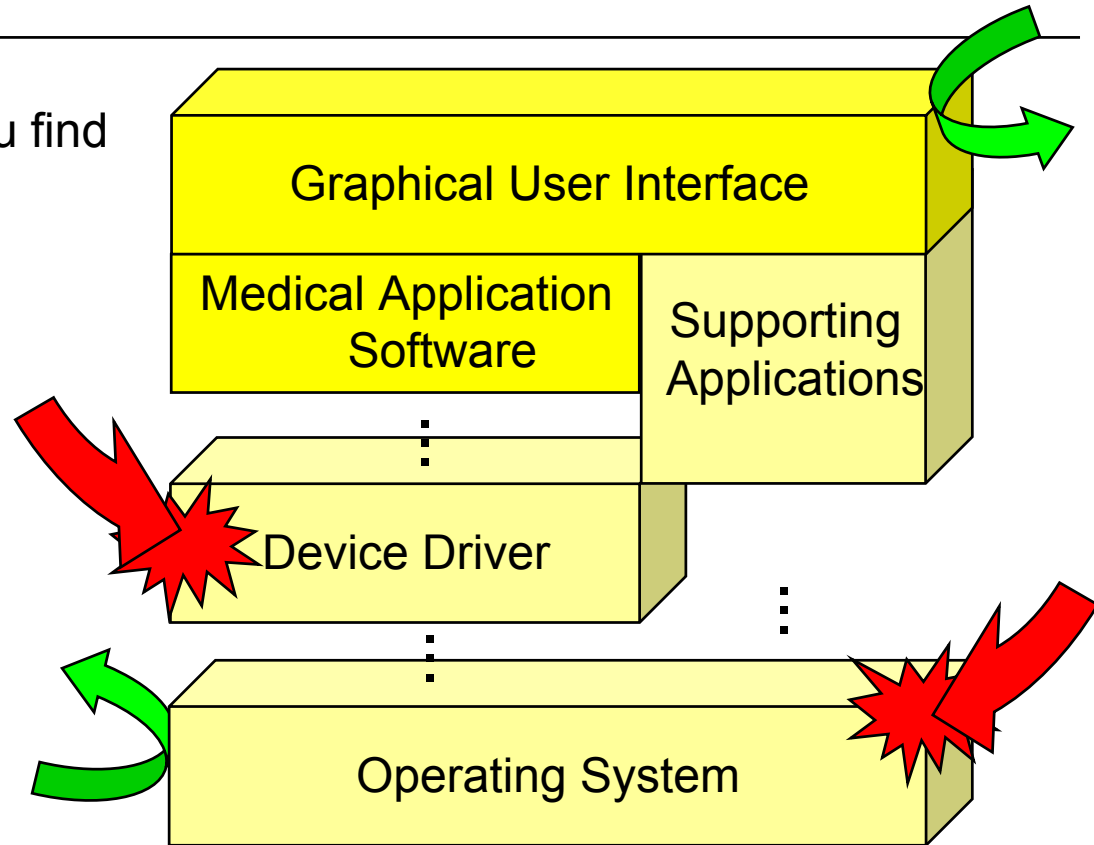 u find
Graphical User Interface
Medical Application
Software
Supporting
Applications
Device Driver
Operating System